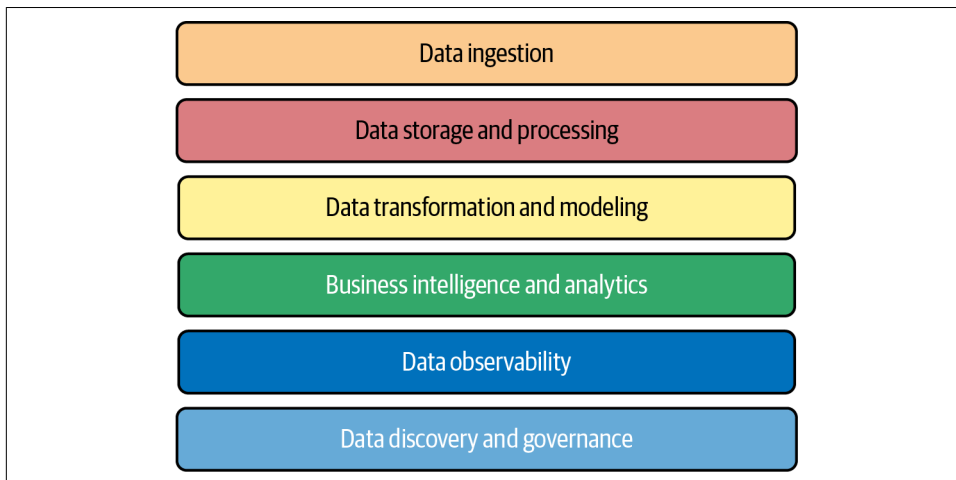 Data ingestion
Data storage and processing
Data transformation and modeling
Business intelligence and analytics
Data observability
Data discovery and governance